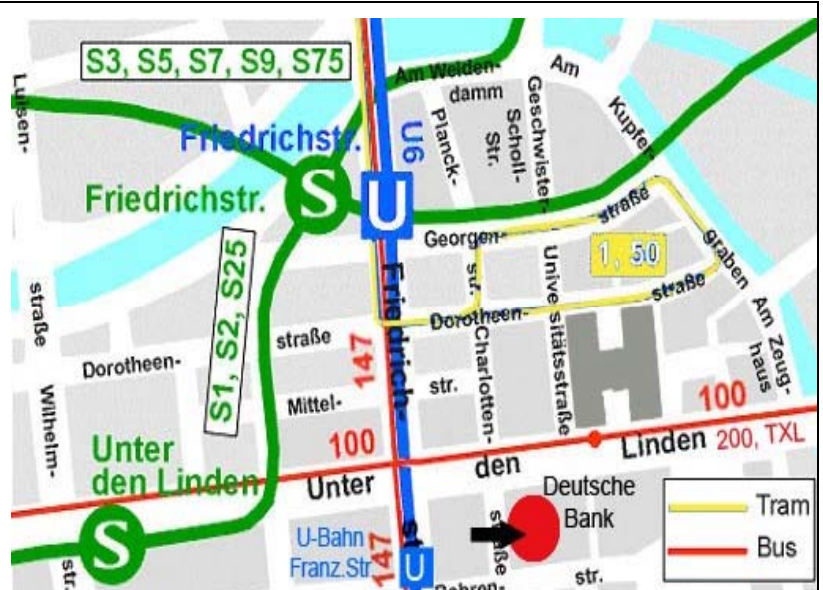 S3, S5, S7, S9, S75
Luisen-
straße
Am Weiden-
damm
Am
Kupfer-
graben
Planck-
str.
Geschwister-
Scholl-
Str.
U6
Friedrichstr.
S
U
Friedrichstr.
Georgen-
straße
1, 50
S1, S2, S25
Friedrich-
str.
Universitätsstraße
Dorotheen-
straße
Dorotheen-
straße
Charlotten-
straße
Am Zeug-
haus
147
Mittel-
str.
Wilhelm-
str.
100
100
200, TXL
Unter
den
Linden
Unter
den Linden
S
Deutsche
Bank
U-Bahn
Franz.Str
147
U
Behren-
str.
Tram
Bus